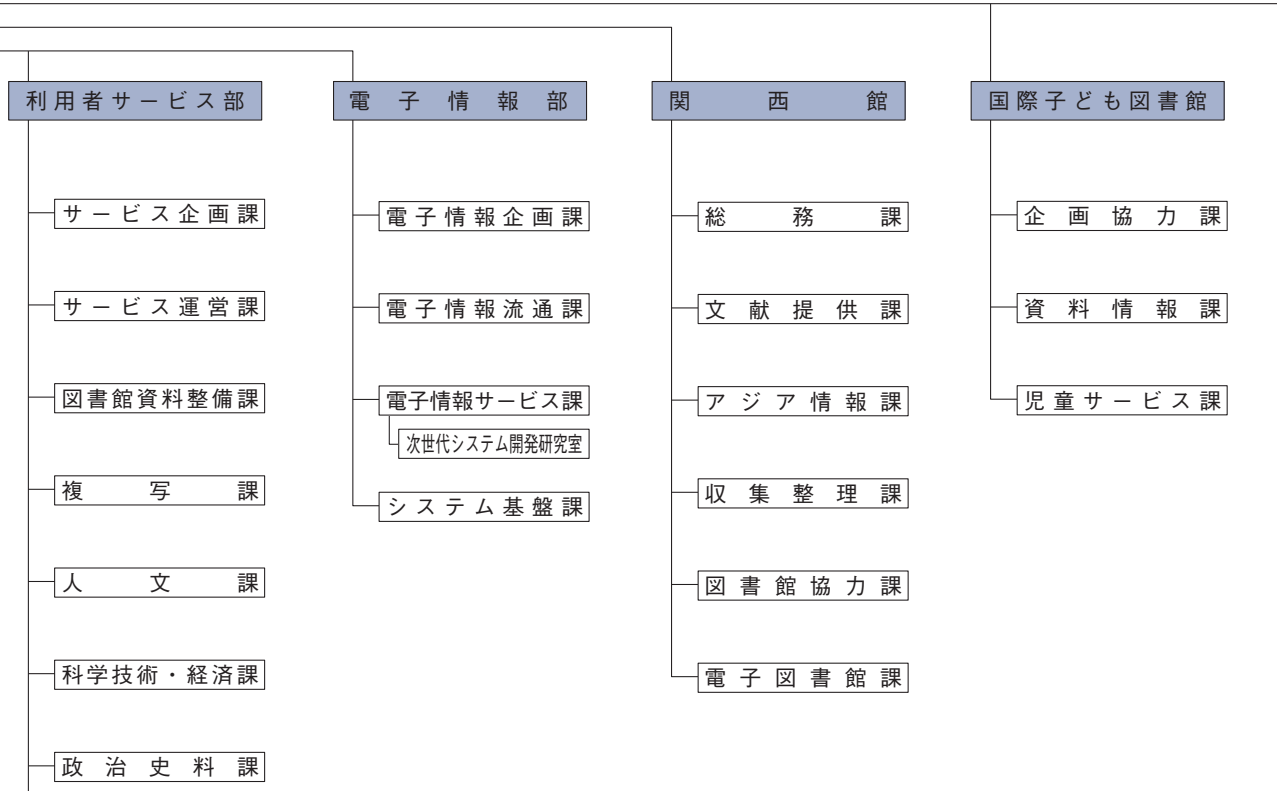 利用者サービス部
サービス企画課
サービス運営課
図書館資料整備課
複写課
人文課
科学技術・経済課
政治史料課
電子情報部
電子情報企画課
電子情報流通課
電子情報サービス課
次世代システム開発研究室
システム基盤課
関西館
総務課
文献提供課
アジア情報課
収集整理課
図書館協力課
電子図書館課
国際子ども図書館
企画協力課
資料情報課
児童サービス課